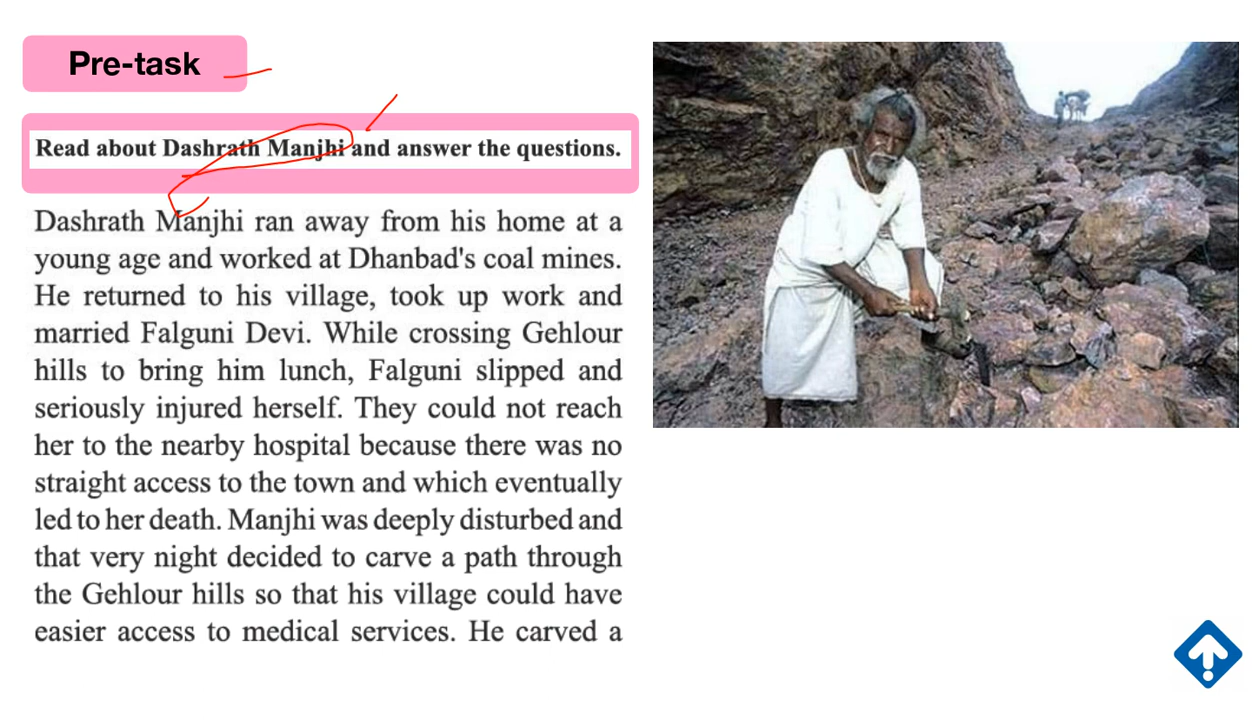 Pre-task
Read about Dashrath Manjhi and answer the questions.
Dashrath Manjhi ran away from his home at a
young age and worked at Dhanbad's coal mines.
He returned to his village, took up work and
married Falguni Devi. While crossing Gehlour
hills to bring him lunch, Falguni slipped and
seriously injured herself. They could not reach
her to the nearby hospital because there was no
straight access to the town and which eventually
led to her death. Manjhi was deeply disturbed and
that very night decided to carve a path through
the Gehlour hills so that his village could have
easier access to medical services. He carved a